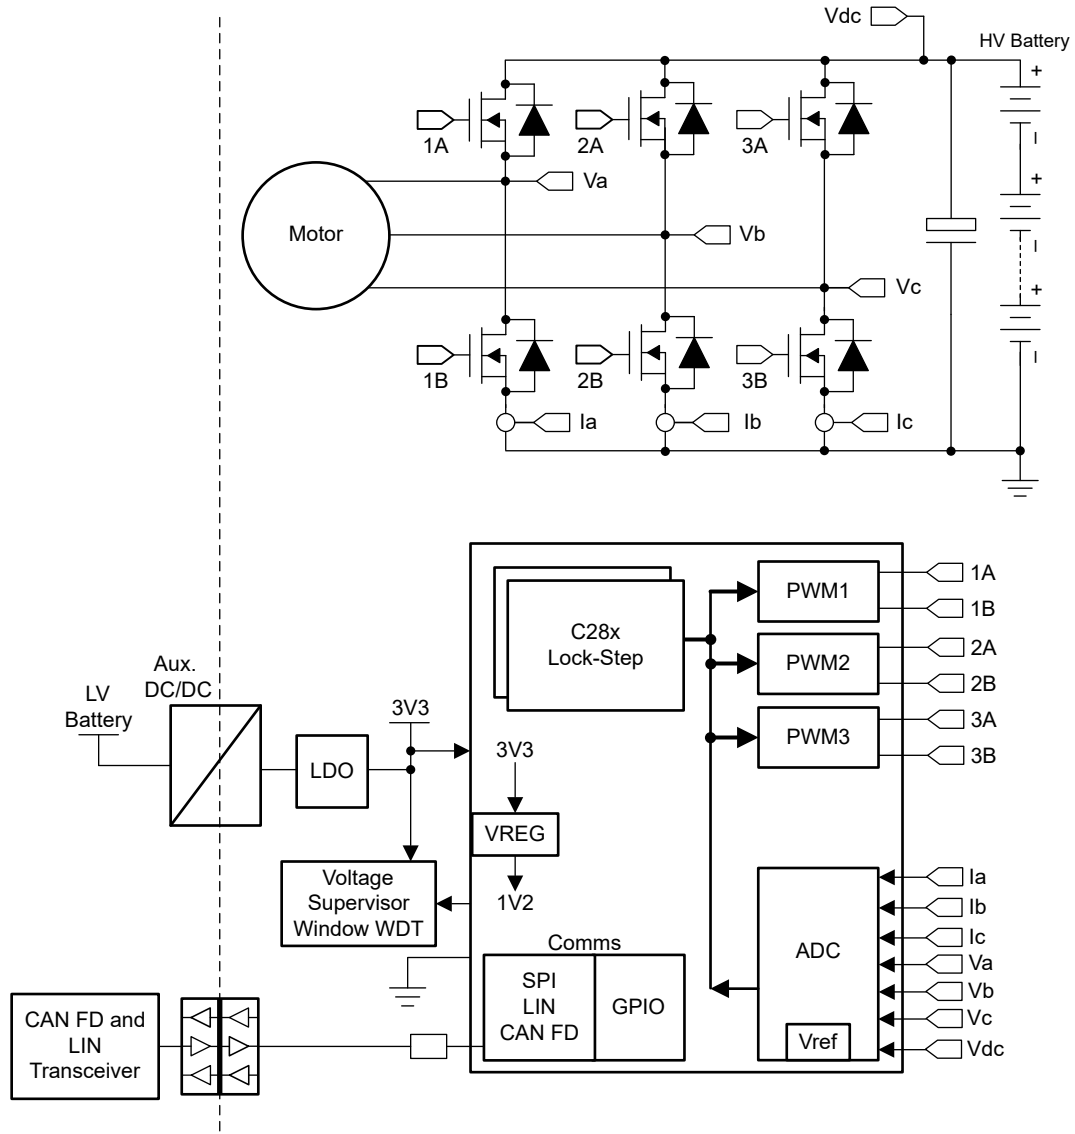 Vdc
HV Battery
+
1A
2A
3A
Va
+
Motor
Vb
Vc
+
1B
2B
3B
Ia
Ib
Ic
C28x
Lock-Step
PWM1
1A
1B
PWM2
2A
2B
PWM3
3A
3B
Aux.
DC/DC
LV
Battery
3V3
LDO
3V3
VREG
1V2
Voltage
Supervisor
Window WDT
Comms
SPI
LIN
CAN FD
GPIO
ADC
Vref
Ia
Ib
Ic
Va
Vb
Vc
Vdc
CAN FD and
LIN
Transceiver